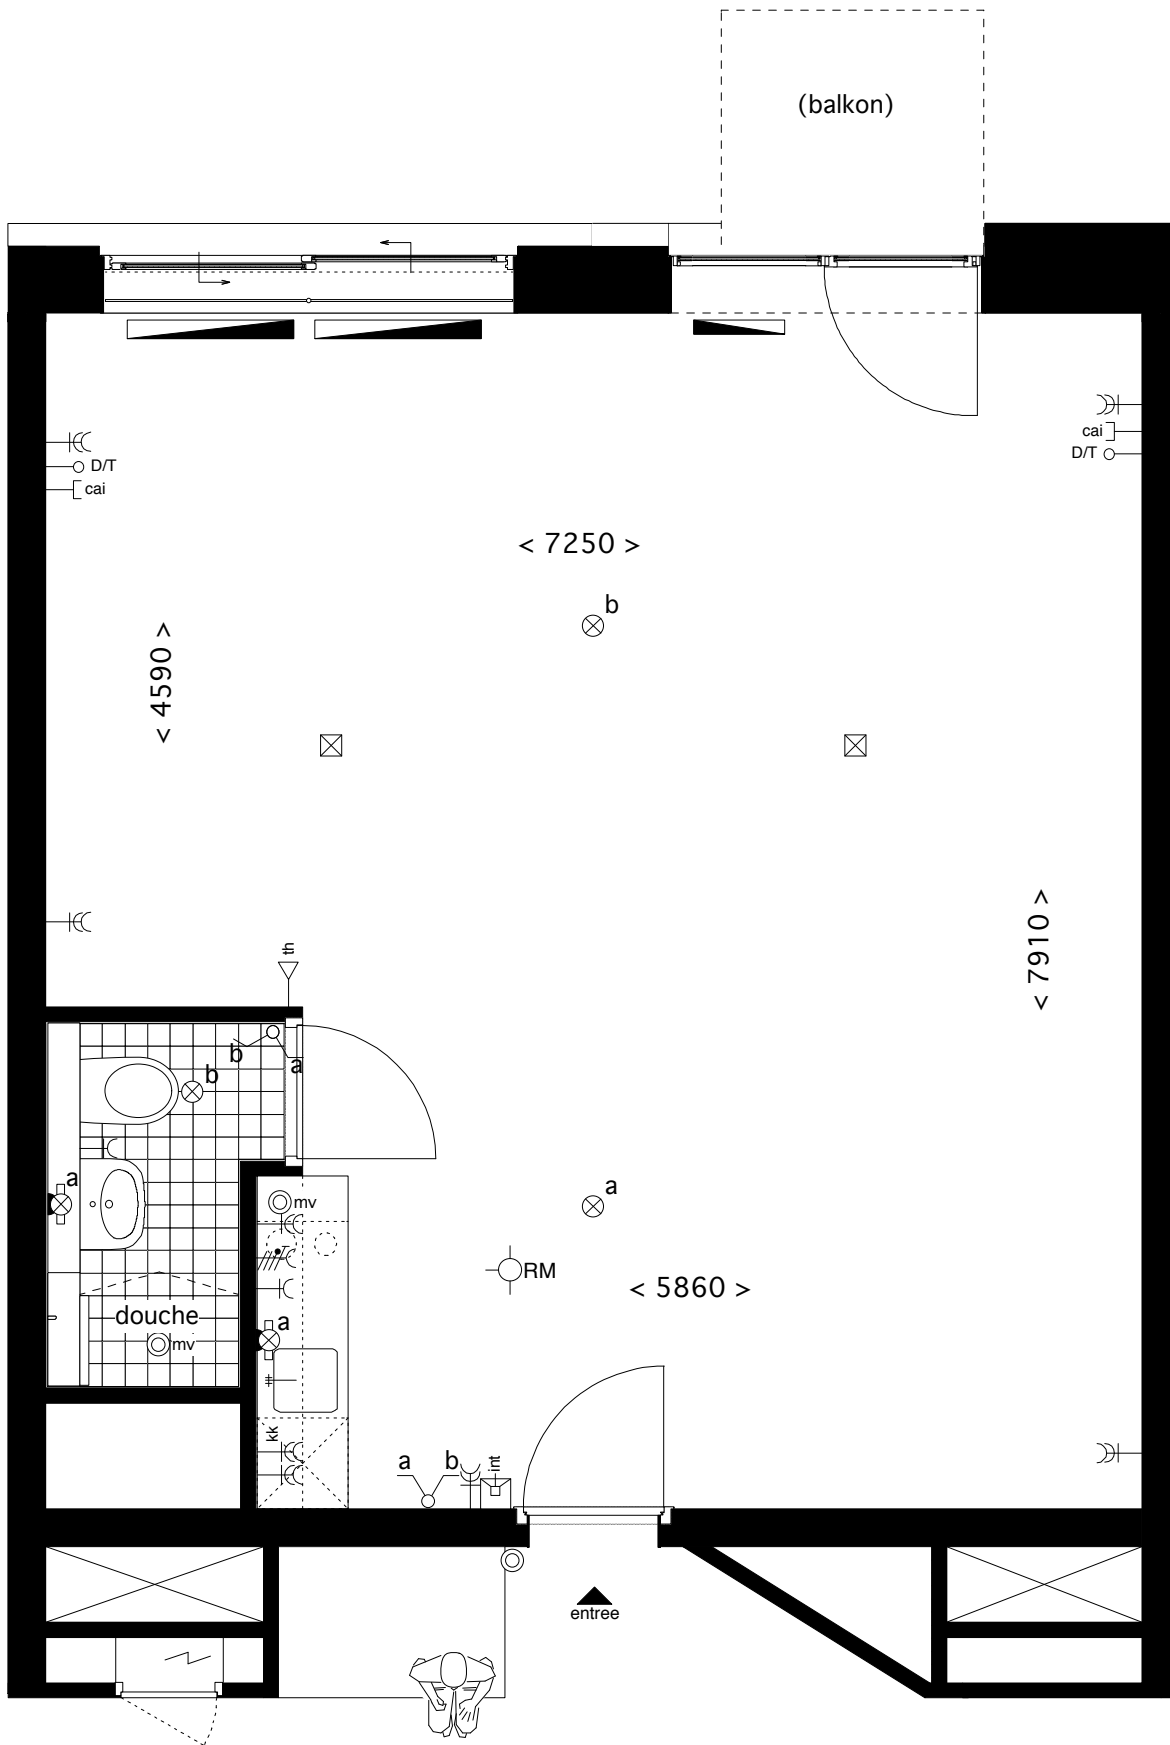 (balkon)
cai
D/T
D/T
cai
< 7250 >
b
< 4590 >
< 7910 >
th
b
a
b
a
a
mv
RM
< 5860 >
douche
mv
a
kk
a
b
int
entree